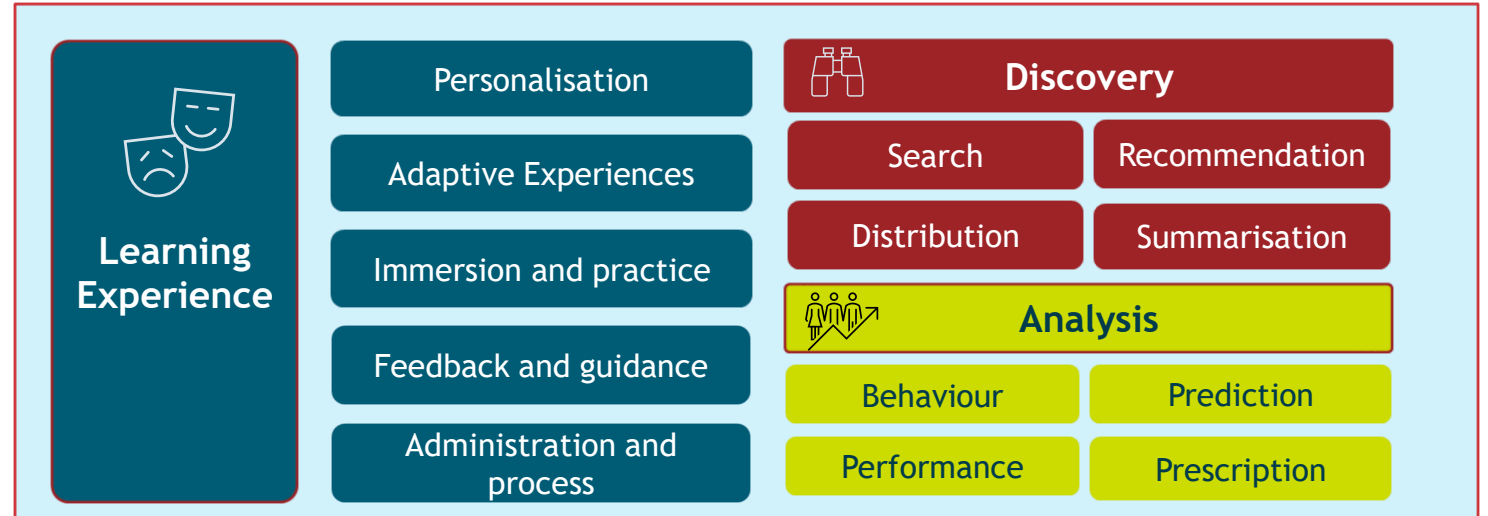 Learning
Experience
Personalisation
Adaptive Experiences
Immersion and practice
Feedback and guidance
Administration and
process
Discovery
Search
Recommendation
Distribution
Summarisation
Analysis
Behaviour
Prediction
Performance
Prescription